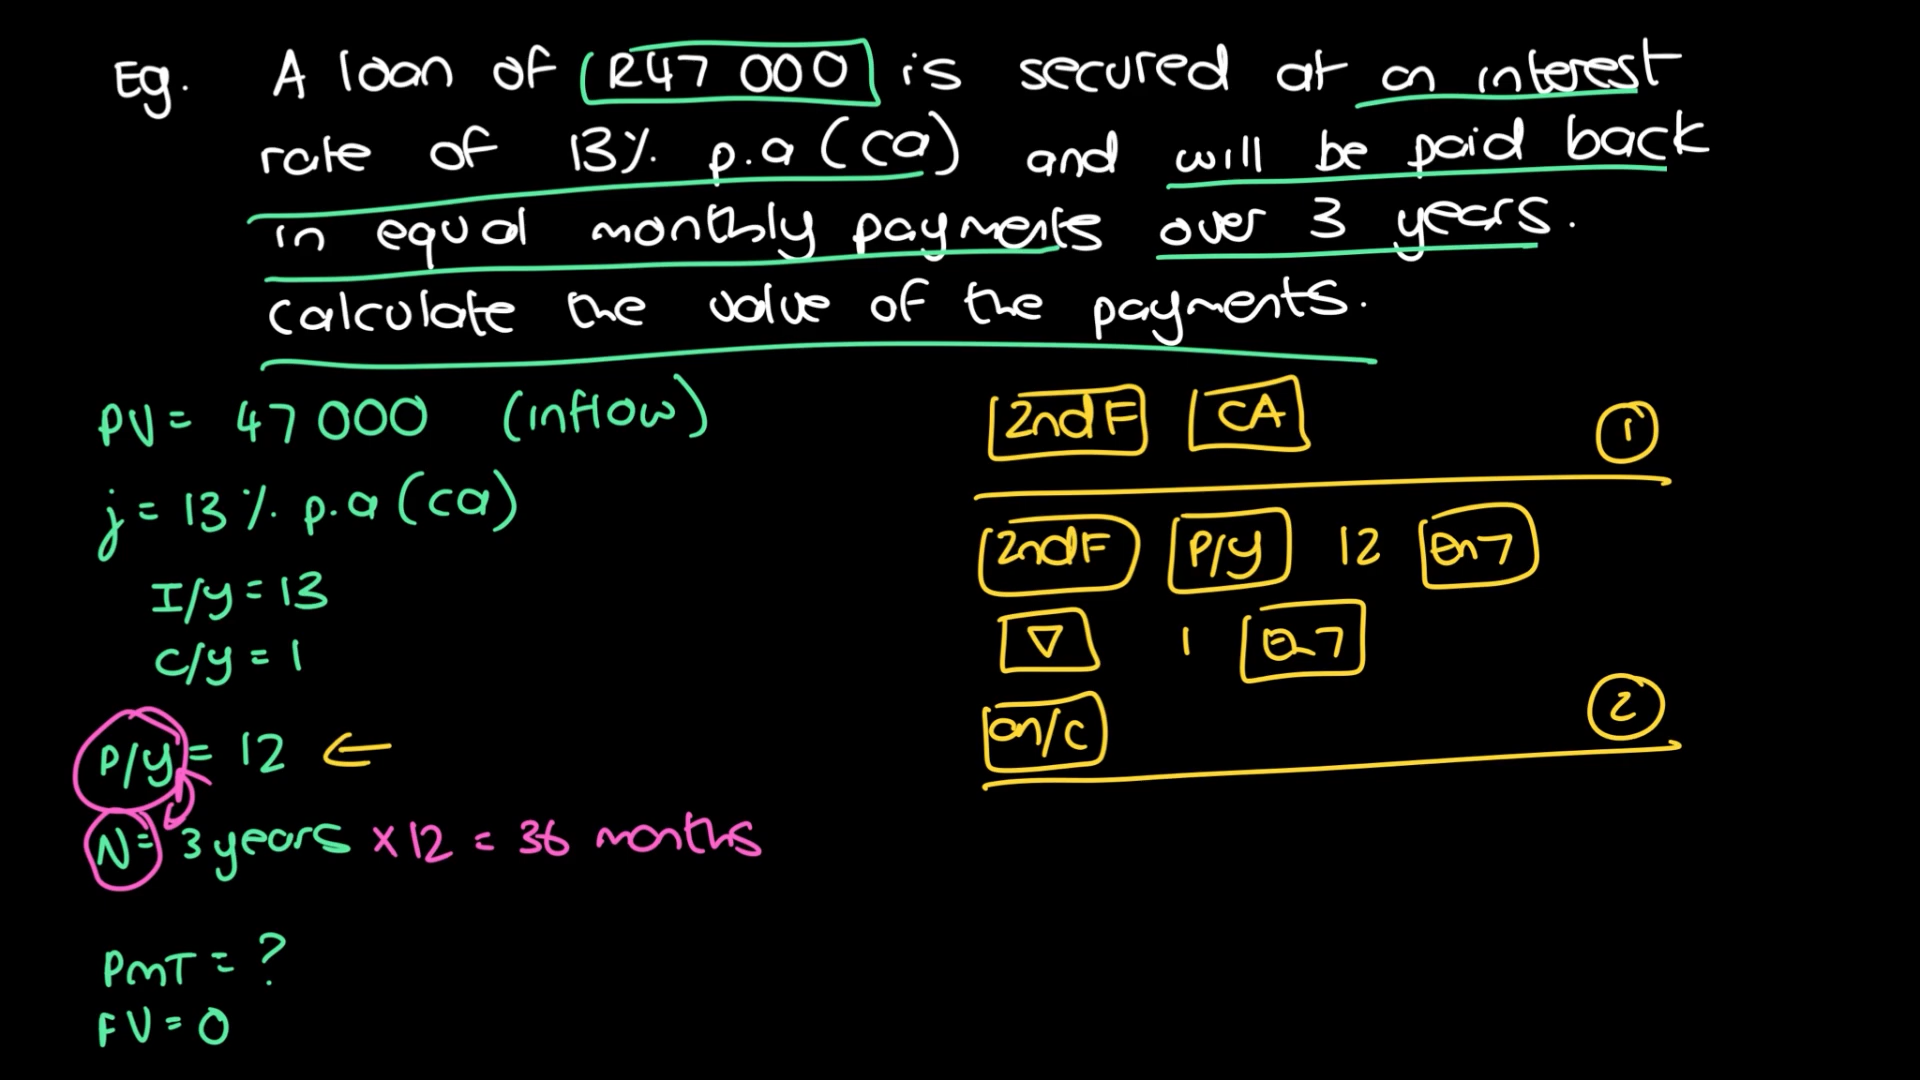 Eg. A loan of R47 000 is secured at an interest
rate of 13% p.a (ca) and will be paid back
in equal monthly payments over 3 years.
calculate the value of the payments.
PV = 47 000 (inflow)
j = 13 % p.a (ca)
I/y = 13
C/y = 1
P/y = 12 ←
N = 3 years × 12 = 36 months
PMT = ?
FV = 0
2nd F CA 1
2nd F P/y 12 Ent
▽ 1 Ent
on/c 2